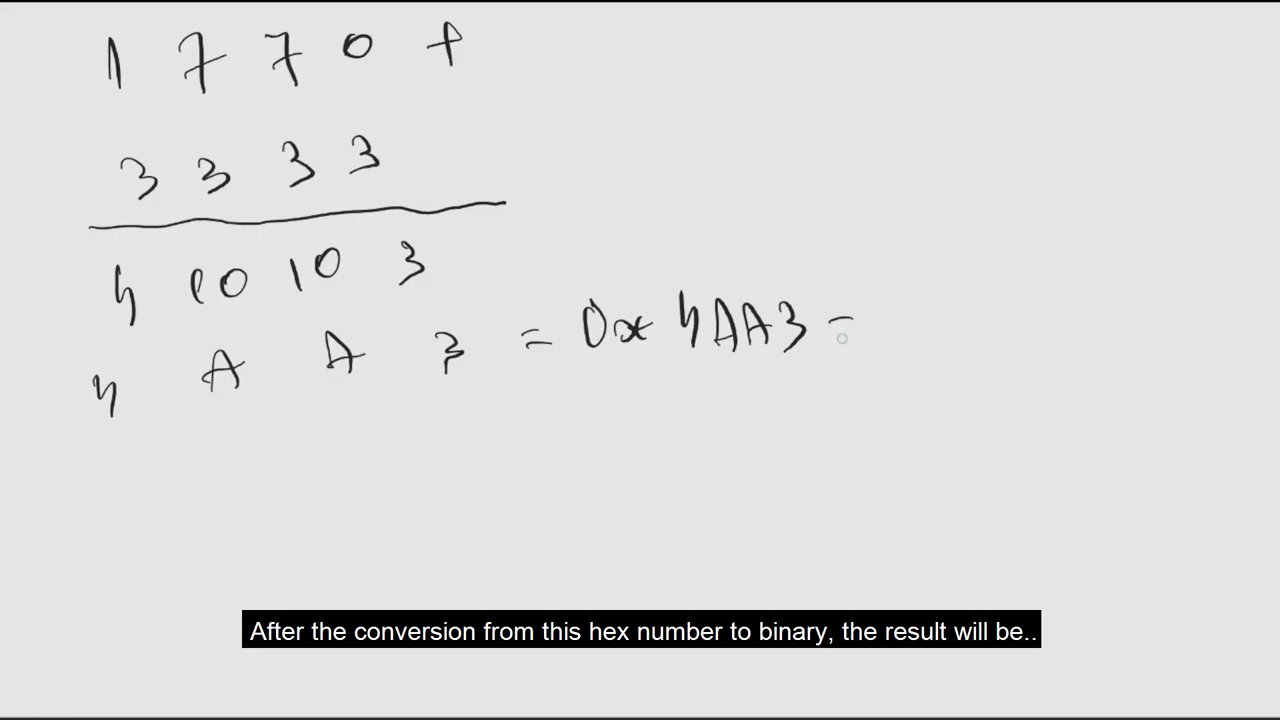 1 7 7 0 +
3 3 3 3
4 10 10 3
4 A A 3 = 0x 4AA3 =
After the conversion from this hex number to binary, the result will be..